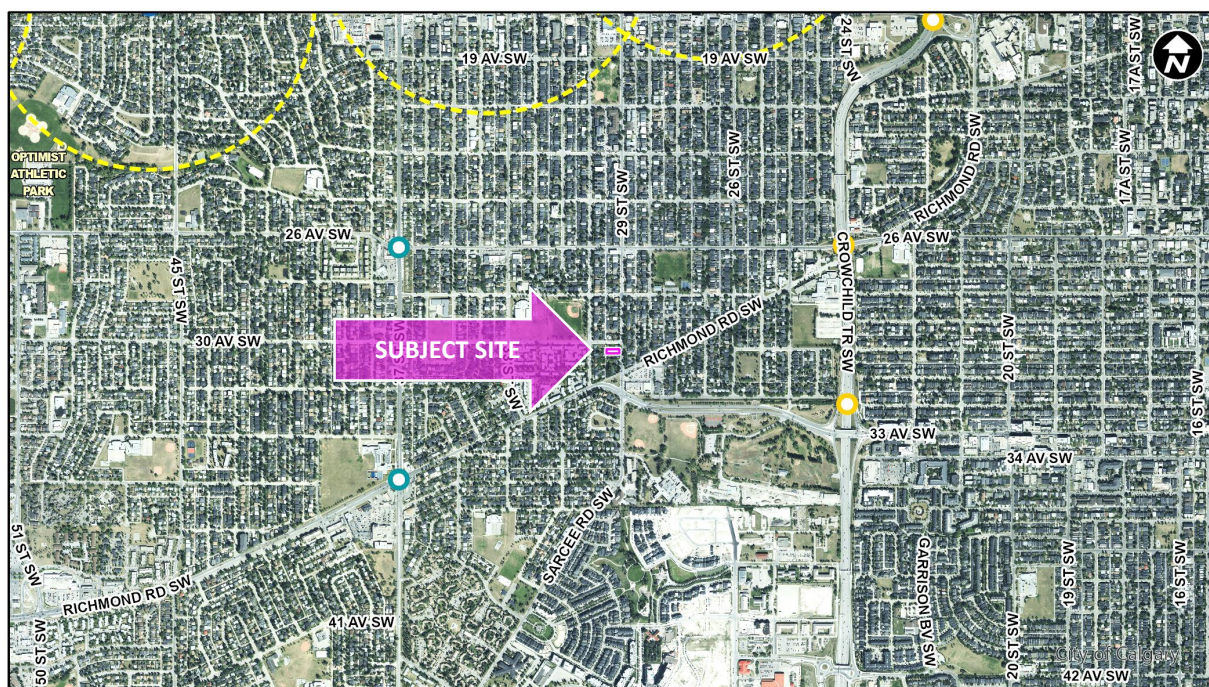 24 ST SW
17A ST SW
19 AV SW
19 AV SW
N
OPTIMIST
ATHLETIC
PARK
26 ST SW
RICHMOND RD SW
17A ST SW
29 ST SW
26 AV SW
26 AV SW
45 ST SW
CROWCHILD TR SW
30 AV SW
SUBJECT SITE
RICHMOND RD SW
20 ST SW
16 ST SW
33 AV SW
34 AV SW
51 ST SW
SARCEE RD SW
RICHMOND RD SW
GARRISON BV SW
19 ST SW
16 ST SW
41 AV SW
50 ST SW
20 ST SW
City of Calgary
42 AV SW